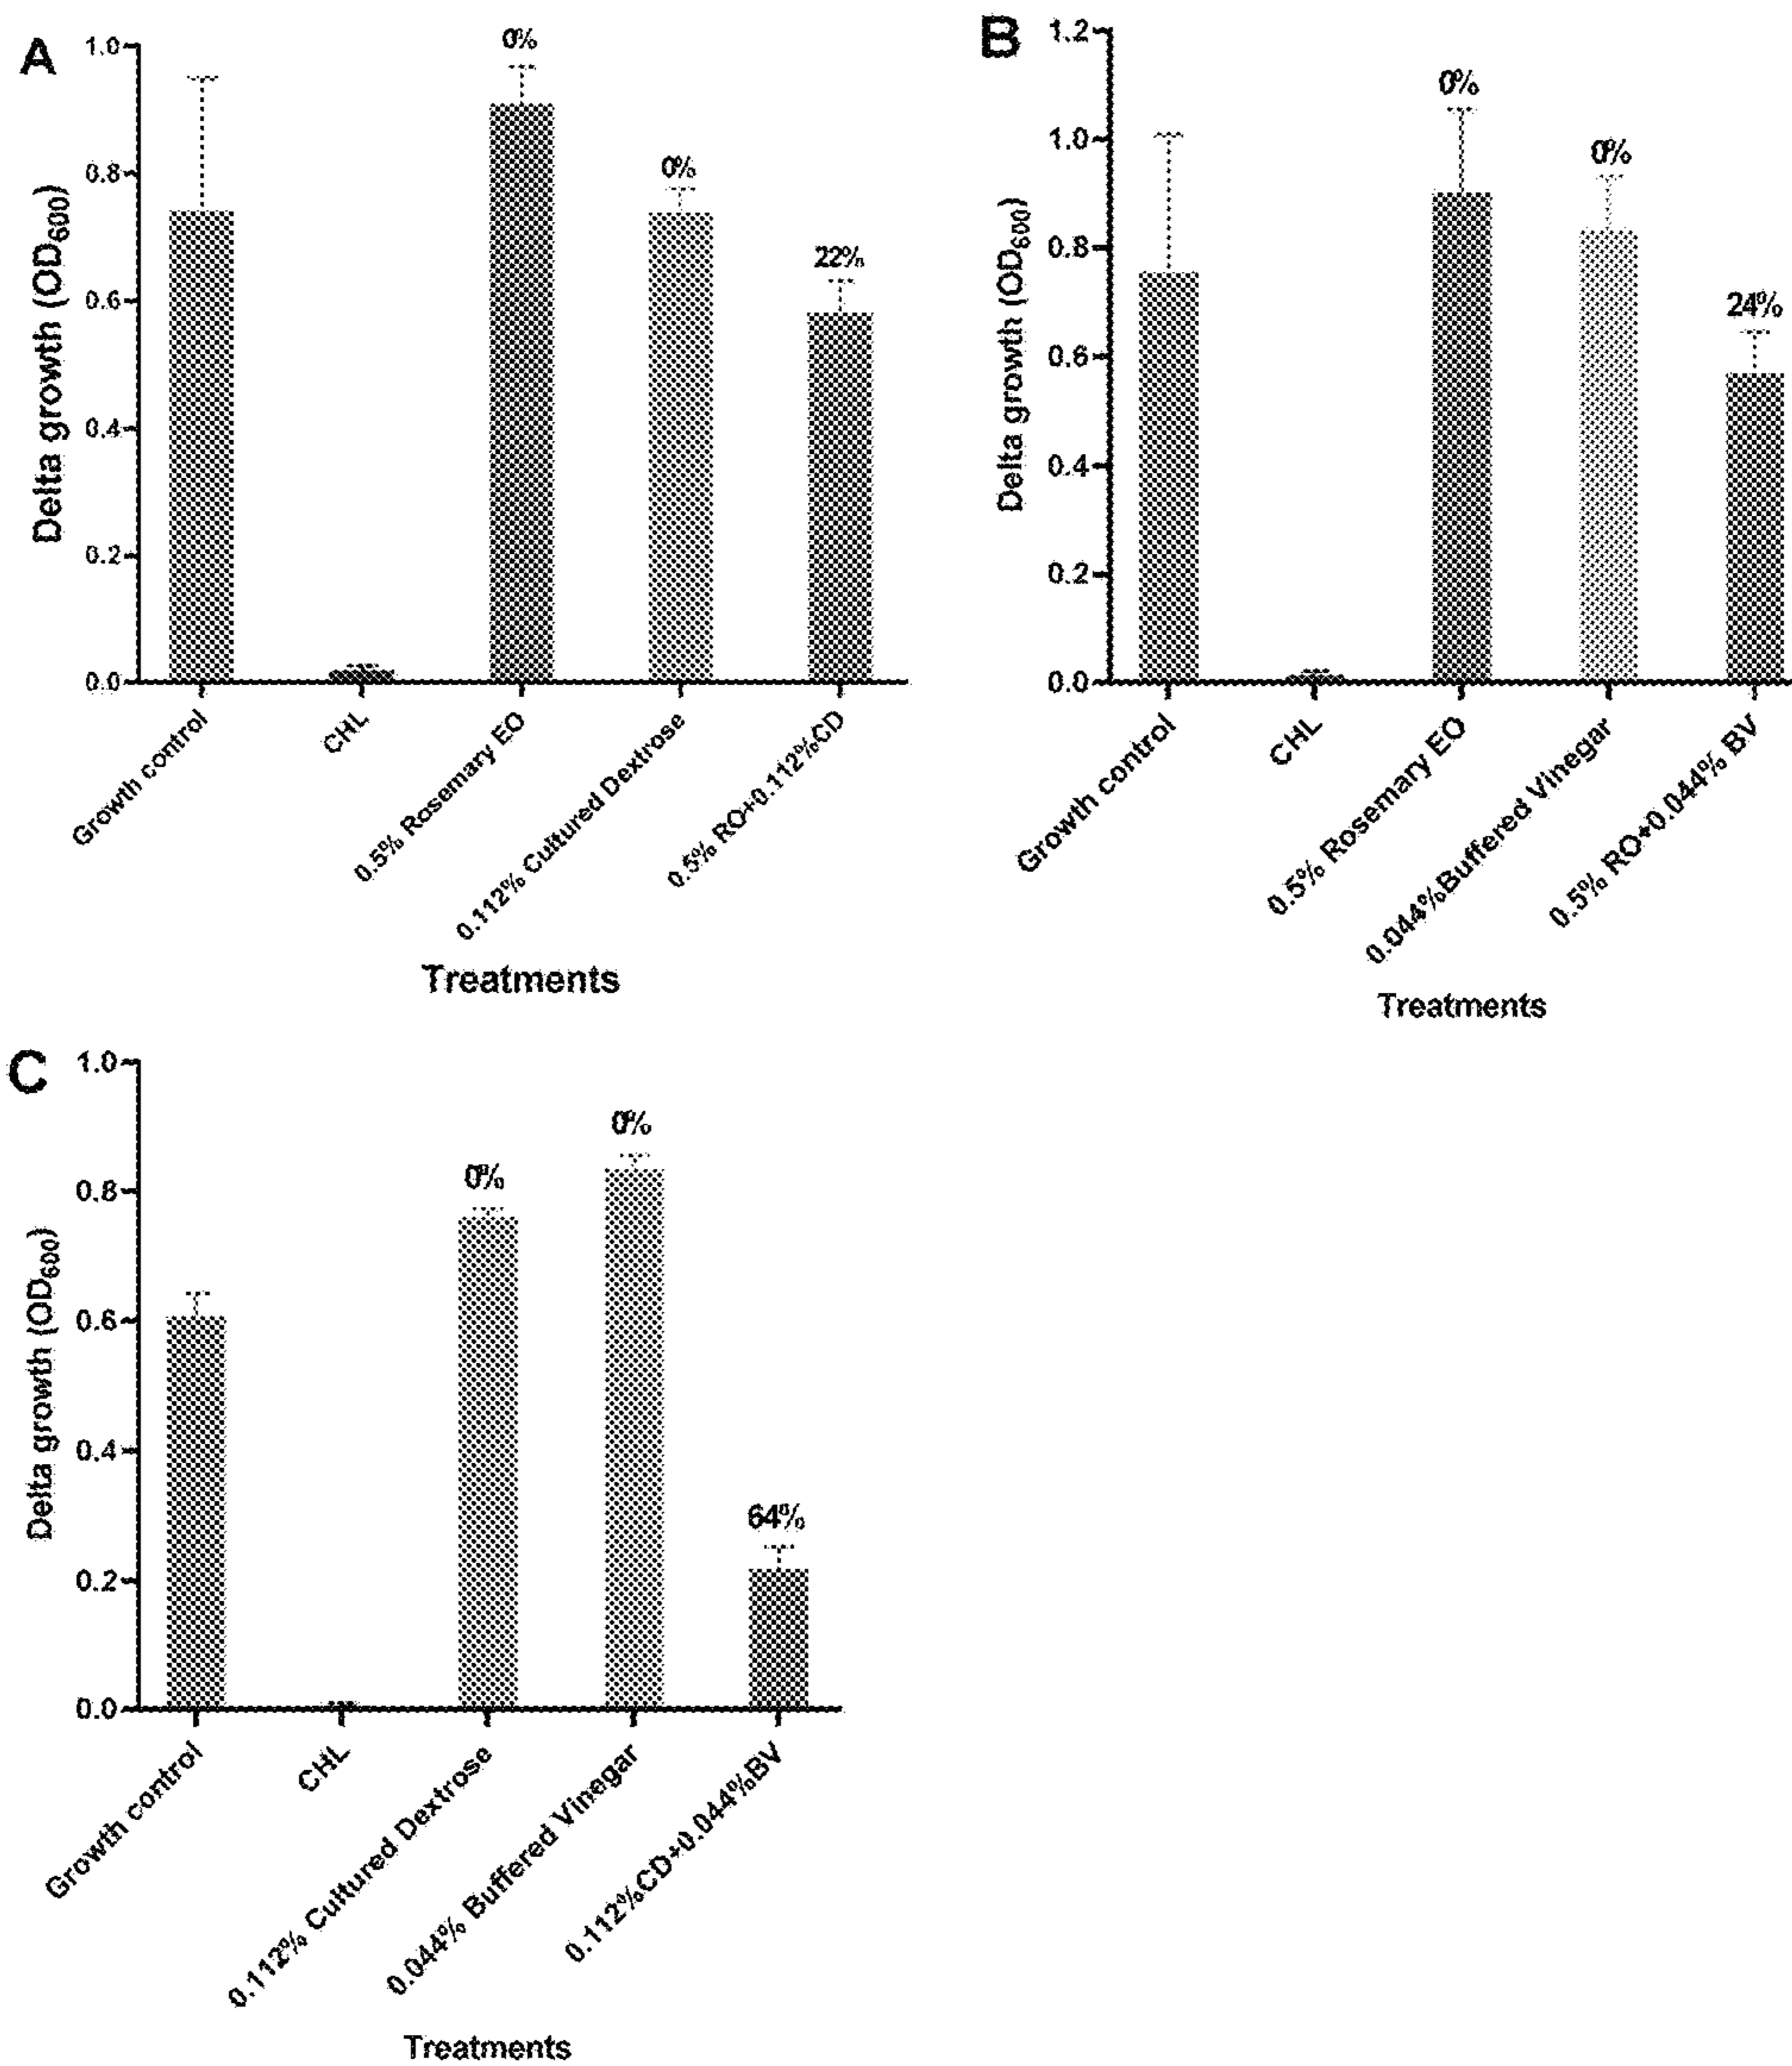 A
Delta growth (OD600)
1.0
0.8
0.6
0.4
0.2
0.0
0%
0%
22%
Growth control
CHL
0.5% Rosemary EO
0.112% Cultured Dextrose
0.5% RO+0.112%CD
Treatments
B
Delta growth (OD600)
1.2
1.0
0.8
0.6
0.4
0.2
0.0
0%
0%
24%
Growth control
CHL
0.5% Rosemary EO
0.044%Buffered Vinegar
0.5% RO+0.044% BV
Treatments
C
Delta growth (OD600)
1.0
0.8
0.6
0.4
0.2
0.0
0%
0%
64%
Growth control
CHL
0.112% Cultured Dextrose
0.044% Buffered Vinegar
0.112%CD+0.044%BV
Treatments